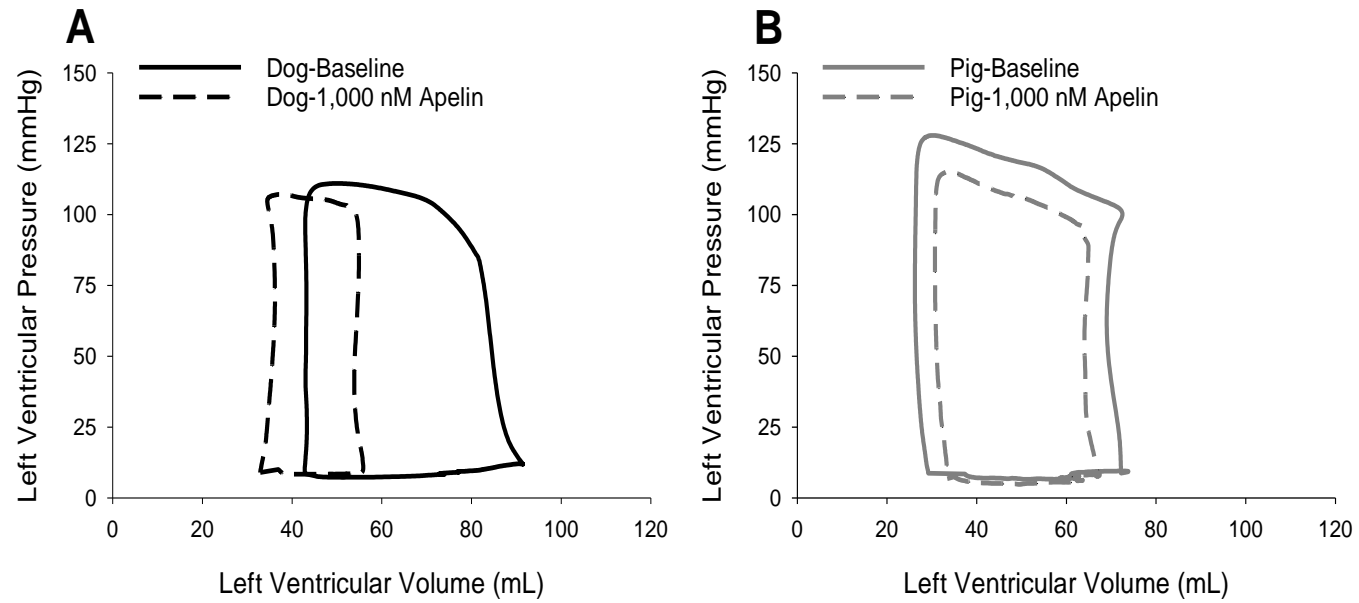 A
Dog-Baseline
Dog-1,000 nM Apelin
Left Ventricular Pressure (mmHg)
150
125
100
75
50
25
0
0 20 40 60 80 100 120
Left Ventricular Volume (mL)
B
Pig-Baseline
Pig-1,000 nM Apelin
Left Ventricular Pressure (mmHg)
150
125
100
75
50
25
0
0 20 40 60 80 100 120
Left Ventricular Volume (mL)